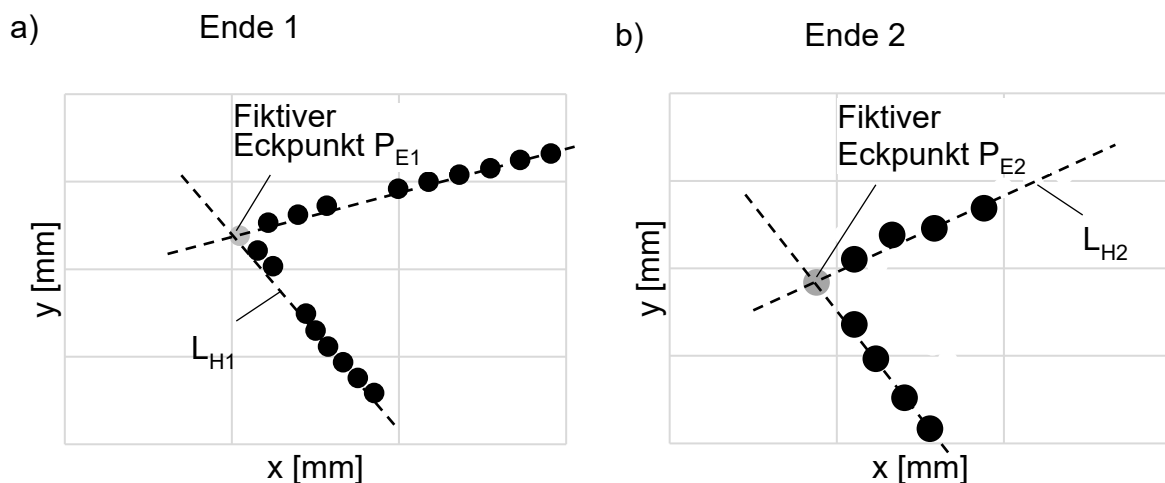 a)
Ende 1
Fiktiver
Eckpunkt P_E1
L_H1
y [mm]
x [mm]
b)
Ende 2
Fiktiver
Eckpunkt P_E2
L_H2
y [mm]
x [mm]